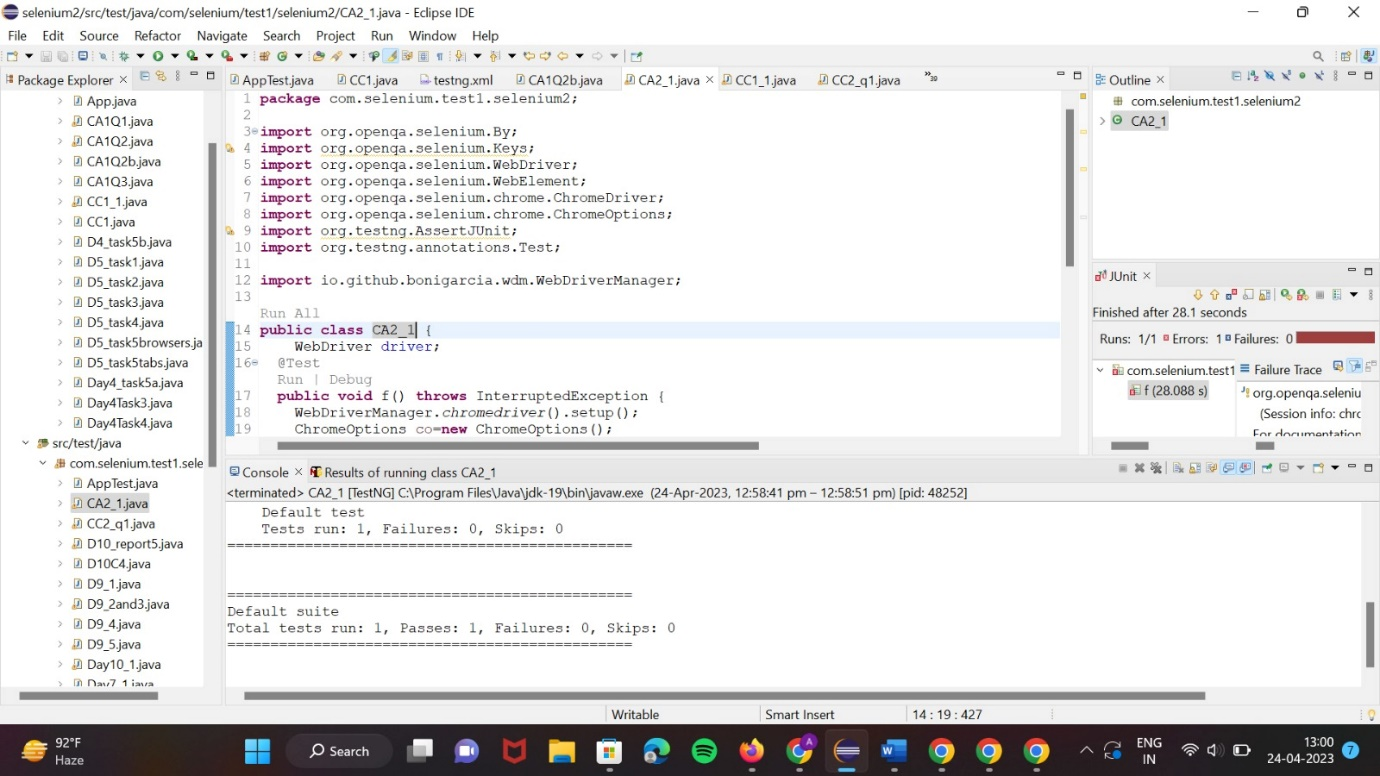 selenium2/src/test/java/com/selenium/test1/selenium2/CA2_1.java - Eclipse IDE
File Edit Source Refactor Navigate Search Project Run Window Help
Package Explorer
App.java
CA1Q1.java
CA1Q2.java
CA1Q2b.java
CA1Q3.java
CC1_1.java
CC1.java
D4_task5b.java
D5_task1.java
D5_task2.java
D5_task3.java
D5_task4.java
D5_task5browsers.ja
D5_task5tabs.java
Day4_task5a.java
Day4Task3.java
Day4Task4.java
src/test/java
com.selenium.test1.sele
AppTest.java
CA2_1.java
CC2_q1.java
D10_report5.java
D10C4.java
D9_1.java
D9_2and3.java
D9_4.java
D9_5.java
Day10_1.java
Day7_1.java
AppTest.java CC1.java testng.xml CA1Q2b.java CA2_1.java CC1_1.java CC2_q1.java »39
1 package com.selenium.test1.selenium2;
2
3 import org.openqa.selenium.By;
4 import org.openqa.selenium.Keys;
5 import org.openqa.selenium.WebDriver;
6 import org.openqa.selenium.WebElement;
7 import org.openqa.selenium.chrome.ChromeDriver;
8 import org.openqa.selenium.chrome.ChromeOptions;
9 import org.testng.AssertJUnit;
10 import org.testng.annotations.Test;
11
12 import io.github.bonigarcia.wdm.WebDriverManager;
13
Run All
14 public class CA2_1 {
15 WebDriver driver;
16 @Test
Run | Debug
17 public void f() throws InterruptedException {
18 WebDriverManager.chromedriver().setup();
19 ChromeOptions co=new ChromeOptions();
Outline
com.selenium.test1.selenium2
CA2_1
JUnit
Finished after 28.1 seconds
Runs: 1/1 Errors: 1 Failures: 0
com.selenium.test1
f (28.088 s)
Failure Trace
org.openqa.seleniu
(Session info: chrc
For documentation
Console Results of running class CA2_1
<terminated> CA2_1 [TestNG] C:\Program Files\Java\jdk-19\bin\javaw.exe (24-Apr-2023, 12:58:41 pm – 12:58:51 pm) [pid: 48252]
Default test
Tests run: 1, Failures: 0, Skips: 0
===============================================
===============================================
Default suite
Total tests run: 1, Passes: 1, Failures: 0, Skips: 0
===============================================
Writable Smart Insert 14 : 19 : 427
92°F
Haze
Search
A
ENG
IN
13:00
24-04-2023
7